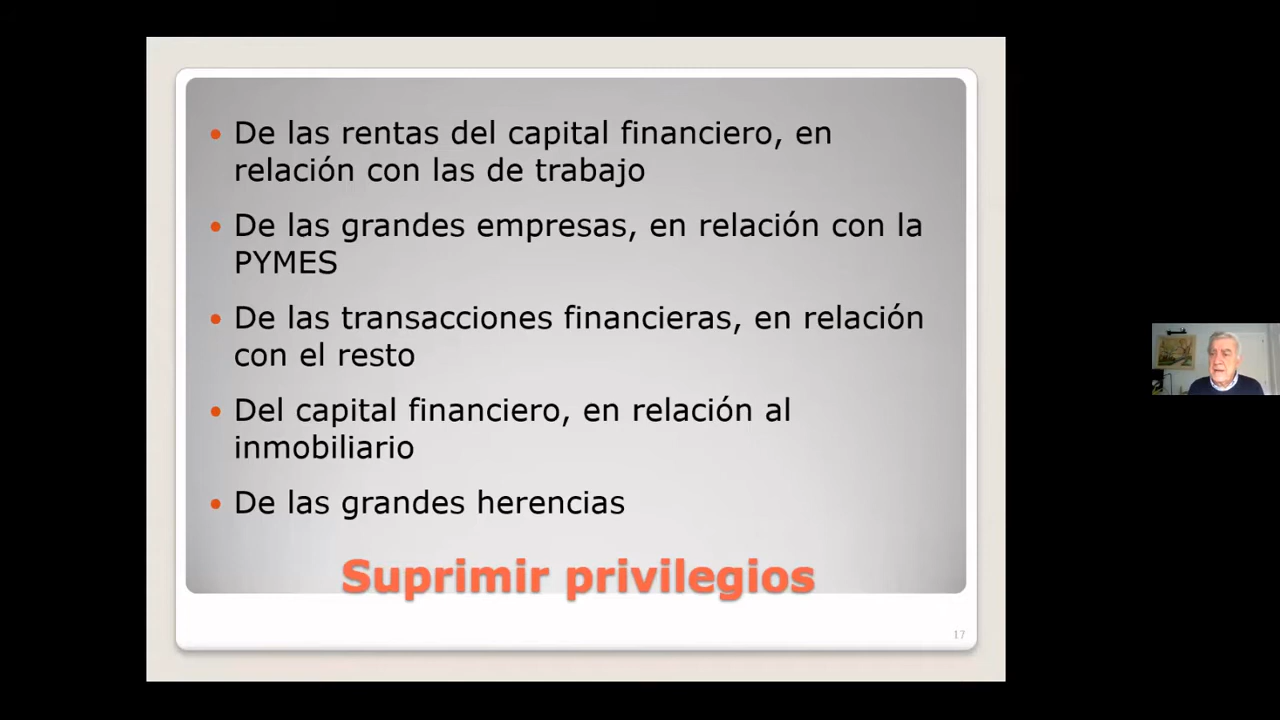 De las rentas del capital financiero, en
relación con las de trabajo
De las grandes empresas, en relación con la
PYMES
De las transacciones financieras, en relación
con el resto
Del capital financiero, en relación al
inmobiliario
De las grandes herencias
Suprimir privilegios
17